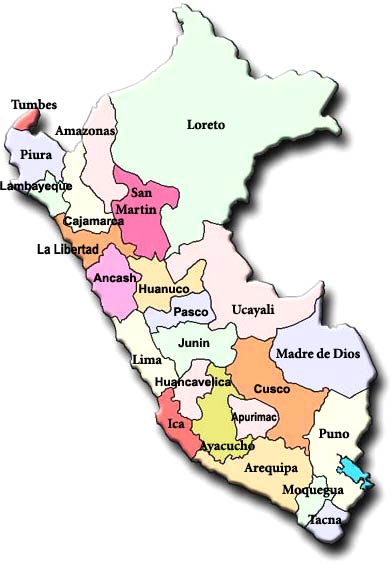 Tumbes
Amazonas
Loreto
Piura
Lambayeque
San
Martin
Cajamarca
La Libertad
Ancash
Huanuco
Pasco
Ucayali
Junin
Lima
Madre de Dios
Huancavelica
Cusco
Apurimac
Ica
Puno
Ayacucho
Arequipa
Moquegua
Tacna